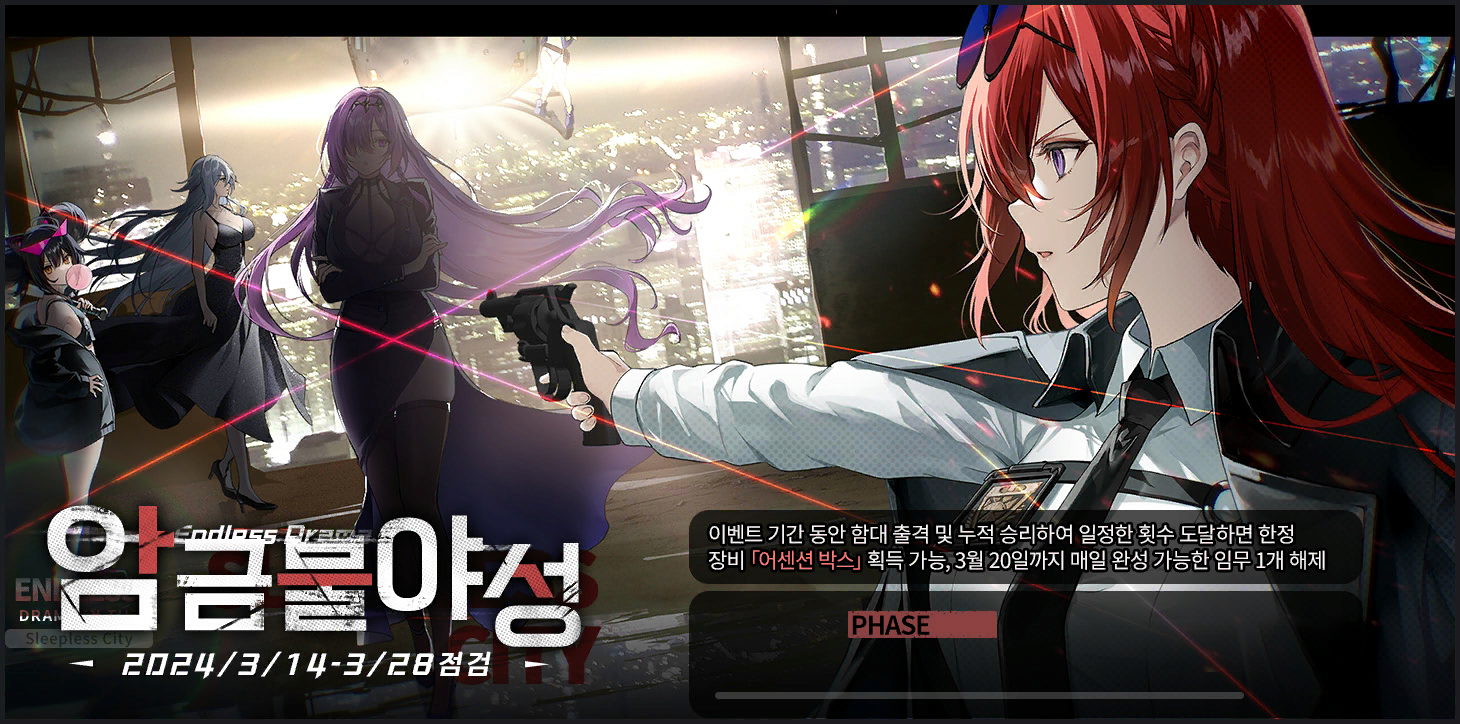 Endless Drama
암금불야성
Sleepless City
2024/3/14-3/28점검
이벤트 기간 동안 함대 출격 및 누적 승리하여 일정한 횟수 도달하면 한정
장비 「어센션 박스」 획득 가능, 3월 20일까지 매일 완성 가능한 임무 1개 해제
PHASE